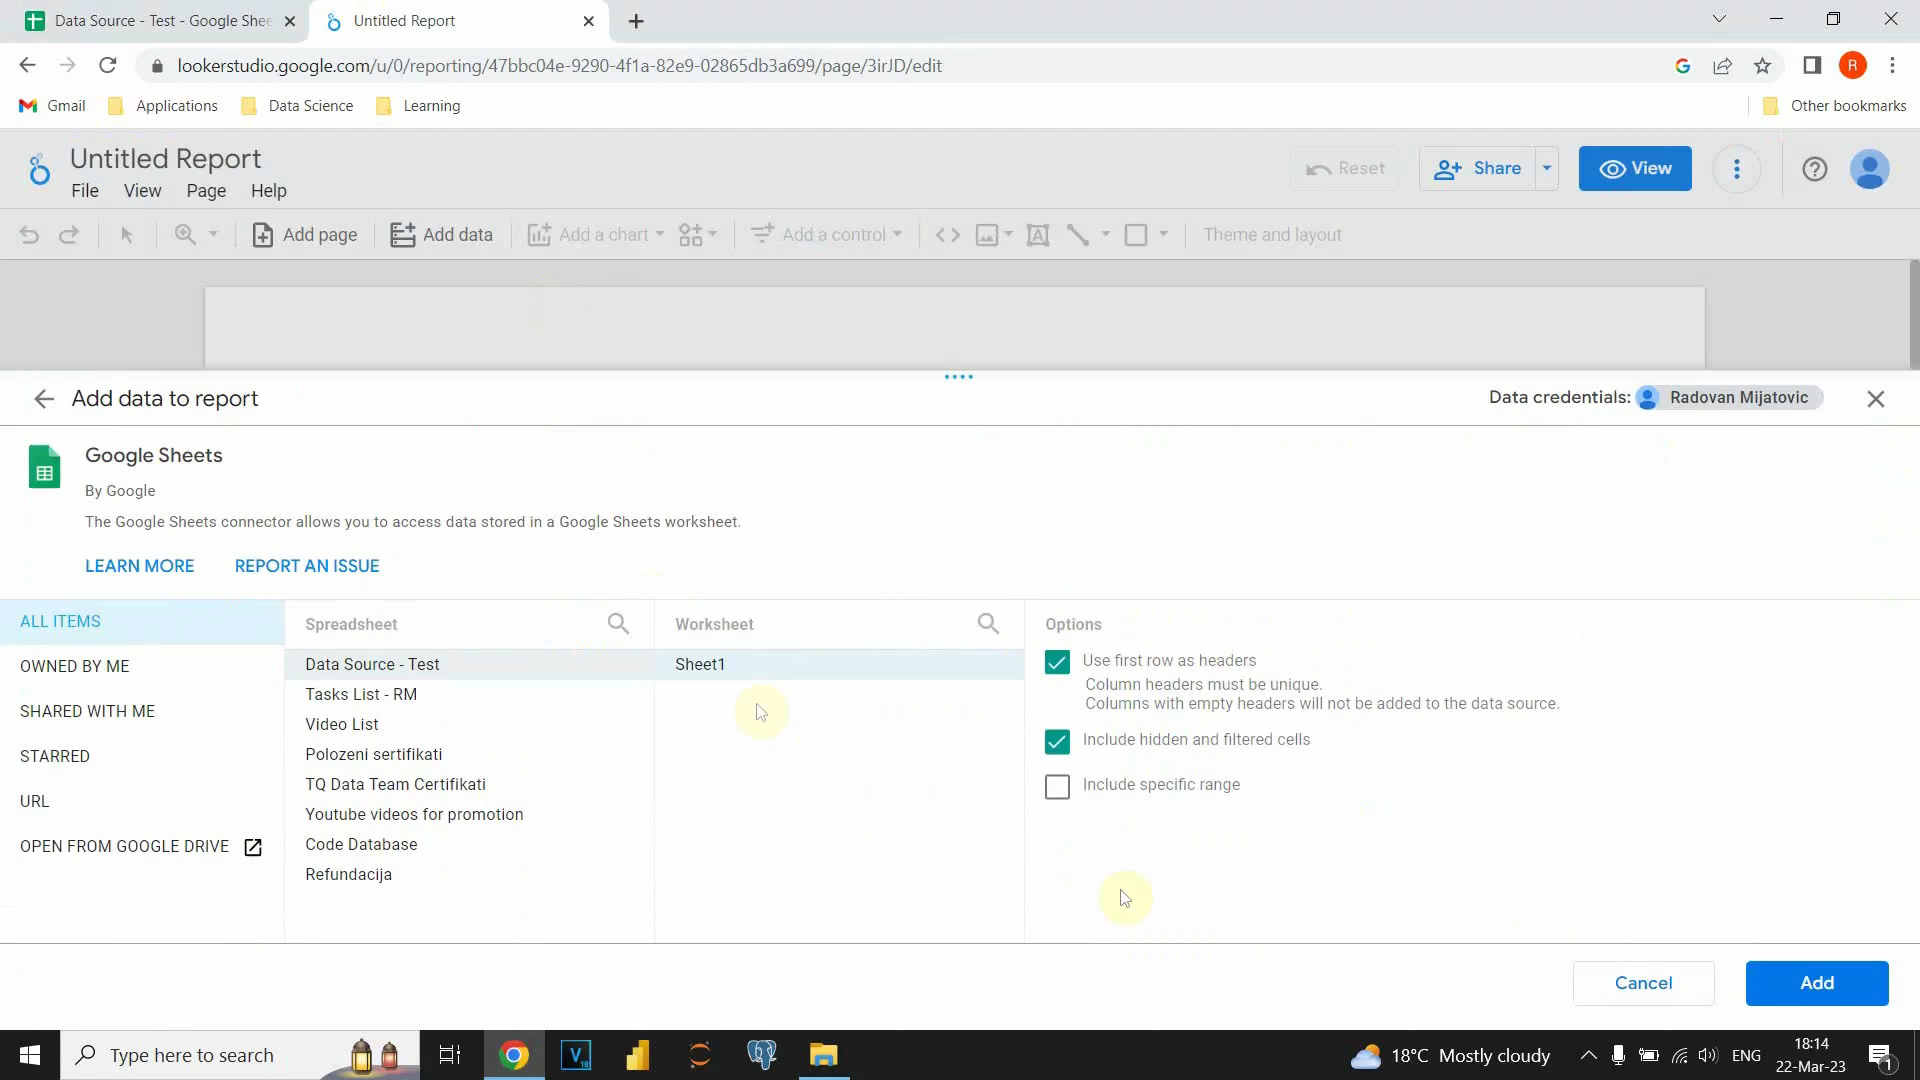 Data Source - Test - Google Shee
Untitled Report
lookerstudio.google.com/u/0/reporting/47bbc04e-9290-4f1a-82e9-02865db3a699/page/3irJD/edit
R
Gmail
Applications
Data Science
Learning
Other bookmarks
Untitled Report
File View Page Help
Reset
Share
View
Add page
Add data
Add a chart
Add a control
Theme and layout
Add data to report
Data credentials: Radovan Mijatovic
Google Sheets
By Google
The Google Sheets connector allows you to access data stored in a Google Sheets worksheet.
LEARN MORE
REPORT AN ISSUE
ALL ITEMS
OWNED BY ME
SHARED WITH ME
STARRED
URL
OPEN FROM GOOGLE DRIVE
Spreadsheet
Data Source - Test
Tasks List - RM
Video List
Polozeni sertifikati
TQ Data Team Certifikati
Youtube videos for promotion
Code Database
Refundacija
Worksheet
Sheet1
Options
Use first row as headers
Column headers must be unique.
Columns with empty headers will not be added to the data source.
Include hidden and filtered cells
Include specific range
Cancel
Add
Type here to search
18°C Mostly cloudy
ENG
18:14
22-Mar-23
1